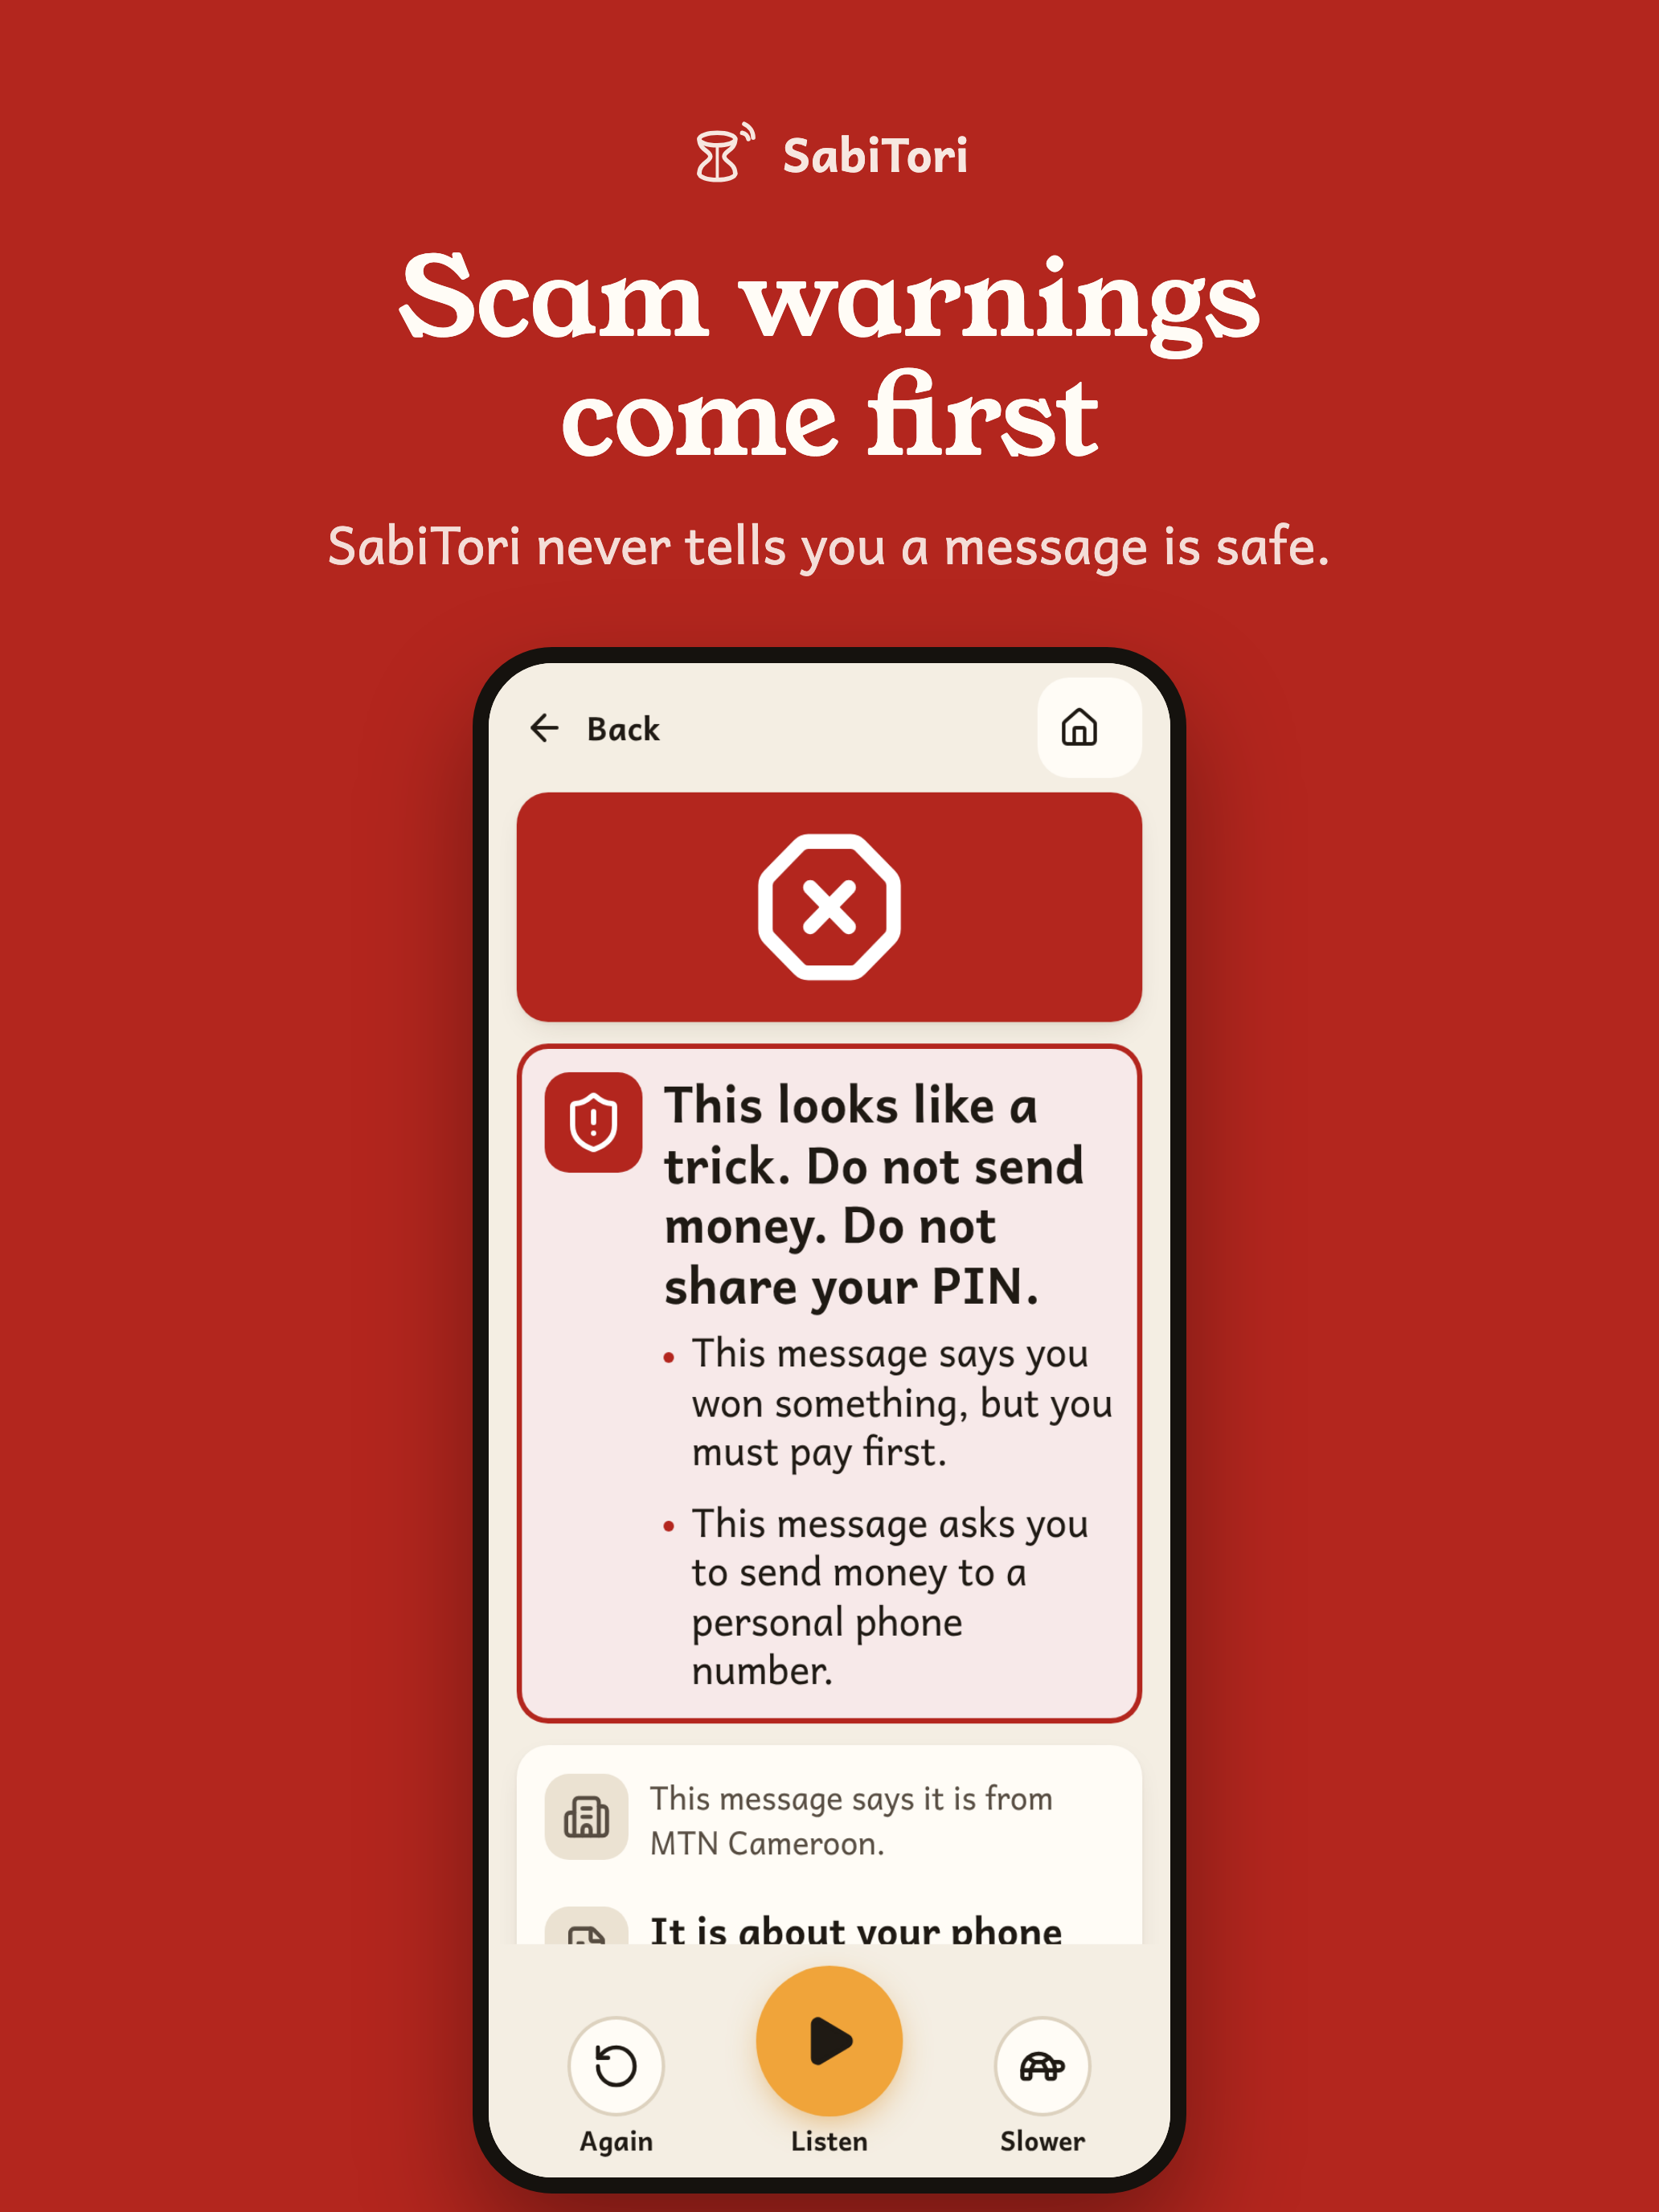 SabiTori
Scam warnings
come first
SabiTori never tells you a message is safe.
Back
This looks like a
trick. Do not send
money. Do not
share your PIN.
• This message says you
won something, but you
must pay first.
• This message asks you
to send money to a
personal phone
number.
This message says it is from
MTN Cameroon.
It is about your phone
Again
Listen
Slower